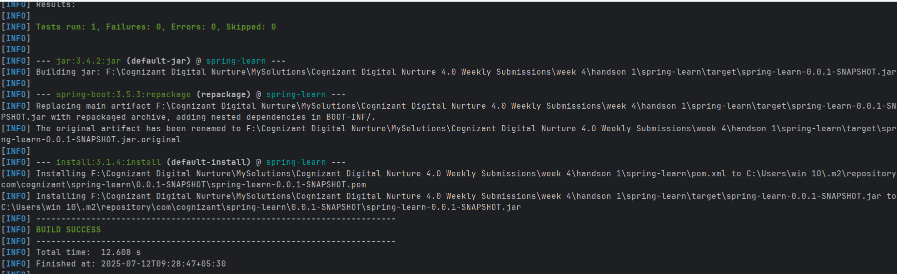 [INFO] Results:
[INFO]
[INFO] Tests run: 1, Failures: 0, Errors: 0, Skipped: 0
[INFO]
[INFO]
[INFO] --- jar:3.4.2:jar (default-jar) @ spring-learn ---
[INFO] Building jar: F:\Cognizant Digital Nurture\MySolutions\Cognizant Digital Nurture 4.0 Weekly Submissions\week 4\handson 1\spring-learn\target\spring-learn-0.0.1-SNAPSHOT.jar
[INFO]
[INFO] --- spring-boot:3.5.3:repackage (repackage) @ spring-learn ---
[INFO] Replacing main artifact F:\Cognizant Digital Nurture\MySolutions\Cognizant Digital Nurture 4.0 Weekly Submissions\week 4\handson 1\spring-learn\target\spring-learn-0.0.1-SN
PSHOT.jar with repackaged archive, adding nested dependencies in BOOT-INF/.
[INFO] The original artifact has been renamed to F:\Cognizant Digital Nurture\MySolutions\Cognizant Digital Nurture 4.0 Weekly Submissions\week 4\handson 1\spring-learn\target\spr
ng-learn-0.0.1-SNAPSHOT.jar.original
[INFO]
[INFO] --- install:3.1.4:install (default-install) @ spring-learn ---
[INFO] Installing F:\Cognizant Digital Nurture\MySolutions\Cognizant Digital Nurture 4.0 Weekly Submissions\week 4\handson 1\spring-learn\pom.xml to C:\Users\win 10\.m2\repository
com\cognizant\spring-learn\0.0.1-SNAPSHOT\spring-learn-0.0.1-SNAPSHOT.pom
[INFO] Installing F:\Cognizant Digital Nurture\MySolutions\Cognizant Digital Nurture 4.0 Weekly Submissions\week 4\handson 1\spring-learn\target\spring-learn-0.0.1-SNAPSHOT.jar to
C:\Users\win 10\.m2\repository\com\cognizant\spring-learn\0.0.1-SNAPSHOT\spring-learn-0.0.1-SNAPSHOT.jar
[INFO] ------------------------------------------------------------------------
[INFO] BUILD SUCCESS
[INFO] ------------------------------------------------------------------------
[INFO] Total time:  12.608 s
[INFO] Finished at: 2025-07-12T09:28:47+05:30